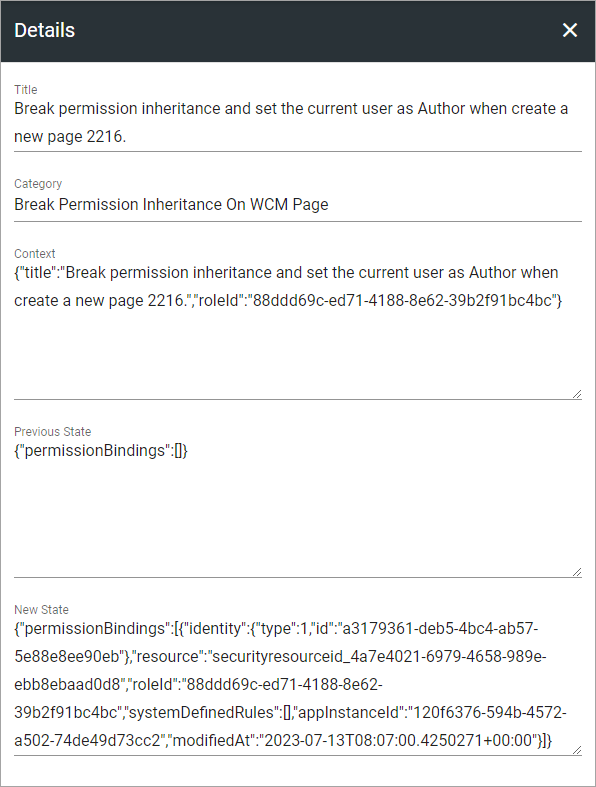 Details
Title
Break permission inheritance and set the current user as Author when create a
new page 2216.
Category
Break Permission Inheritance On WCM Page
Context
{"title":"Break permission inheritance and set the current user as Author when
create a new page 2216.","roleId":"88ddd69c-ed71-4188-8e62-39b2f91bc4bc"}
Previous State
{"permissionBindings":[]}
New State
{"permissionBindings":[{"identity":{"type":1,"id":"a3179361-deb5-4bc4-ab57-
5e88e8ee90eb"},"resource":"securityresourceid_4a7e4021-6979-4658-989e-
ebb8ebaad0d8","roleId":"88ddd69c-ed71-4188-8e62-
39b2f91bc4bc","systemDefinedRules":[],"appInstanceId":"120f6376-594b-4572-
a502-74de49d73cc2","modifiedAt":"2023-07-13T08:07:00.4250271+00:00"}]}